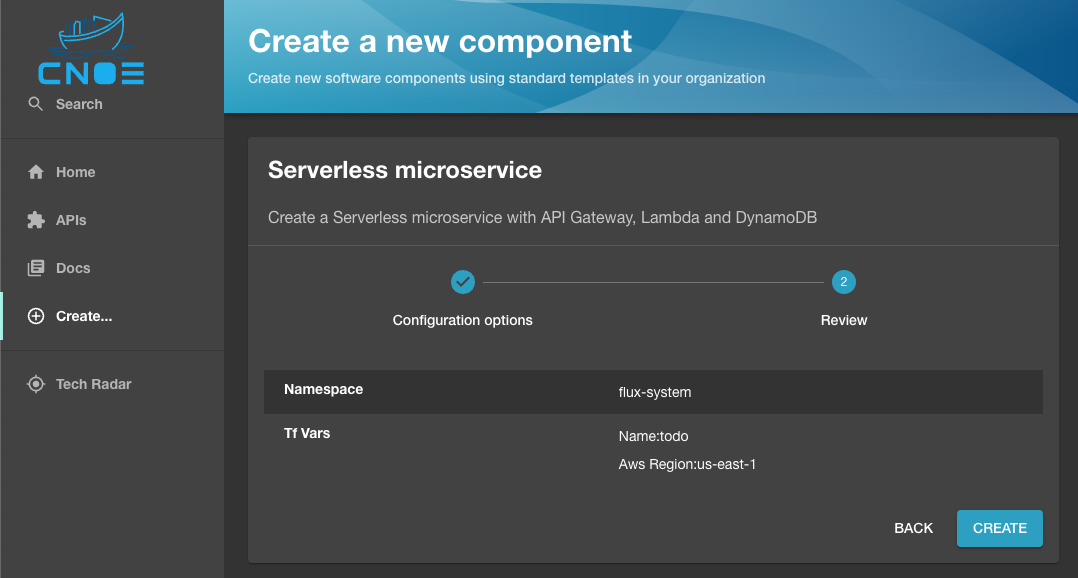 CNOE
Search
Home
APIs
Docs
Create...
Tech Radar
Create a new component
Create new software components using standard templates in your organization
Serverless microservice
Create a Serverless microservice with API Gateway, Lambda and DynamoDB
2
Configuration options
Review
Namespace
flux-system
Tf Vars
Name:todo
Aws Region:us-east-1
BACK
CREATE